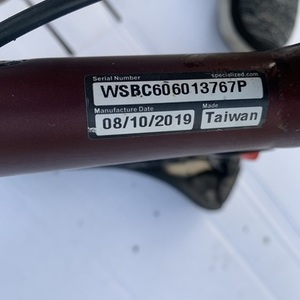 Serial Number specialized.com
WSBC606013767P
Manufacture Date Made
08/10/2019 Taiwan